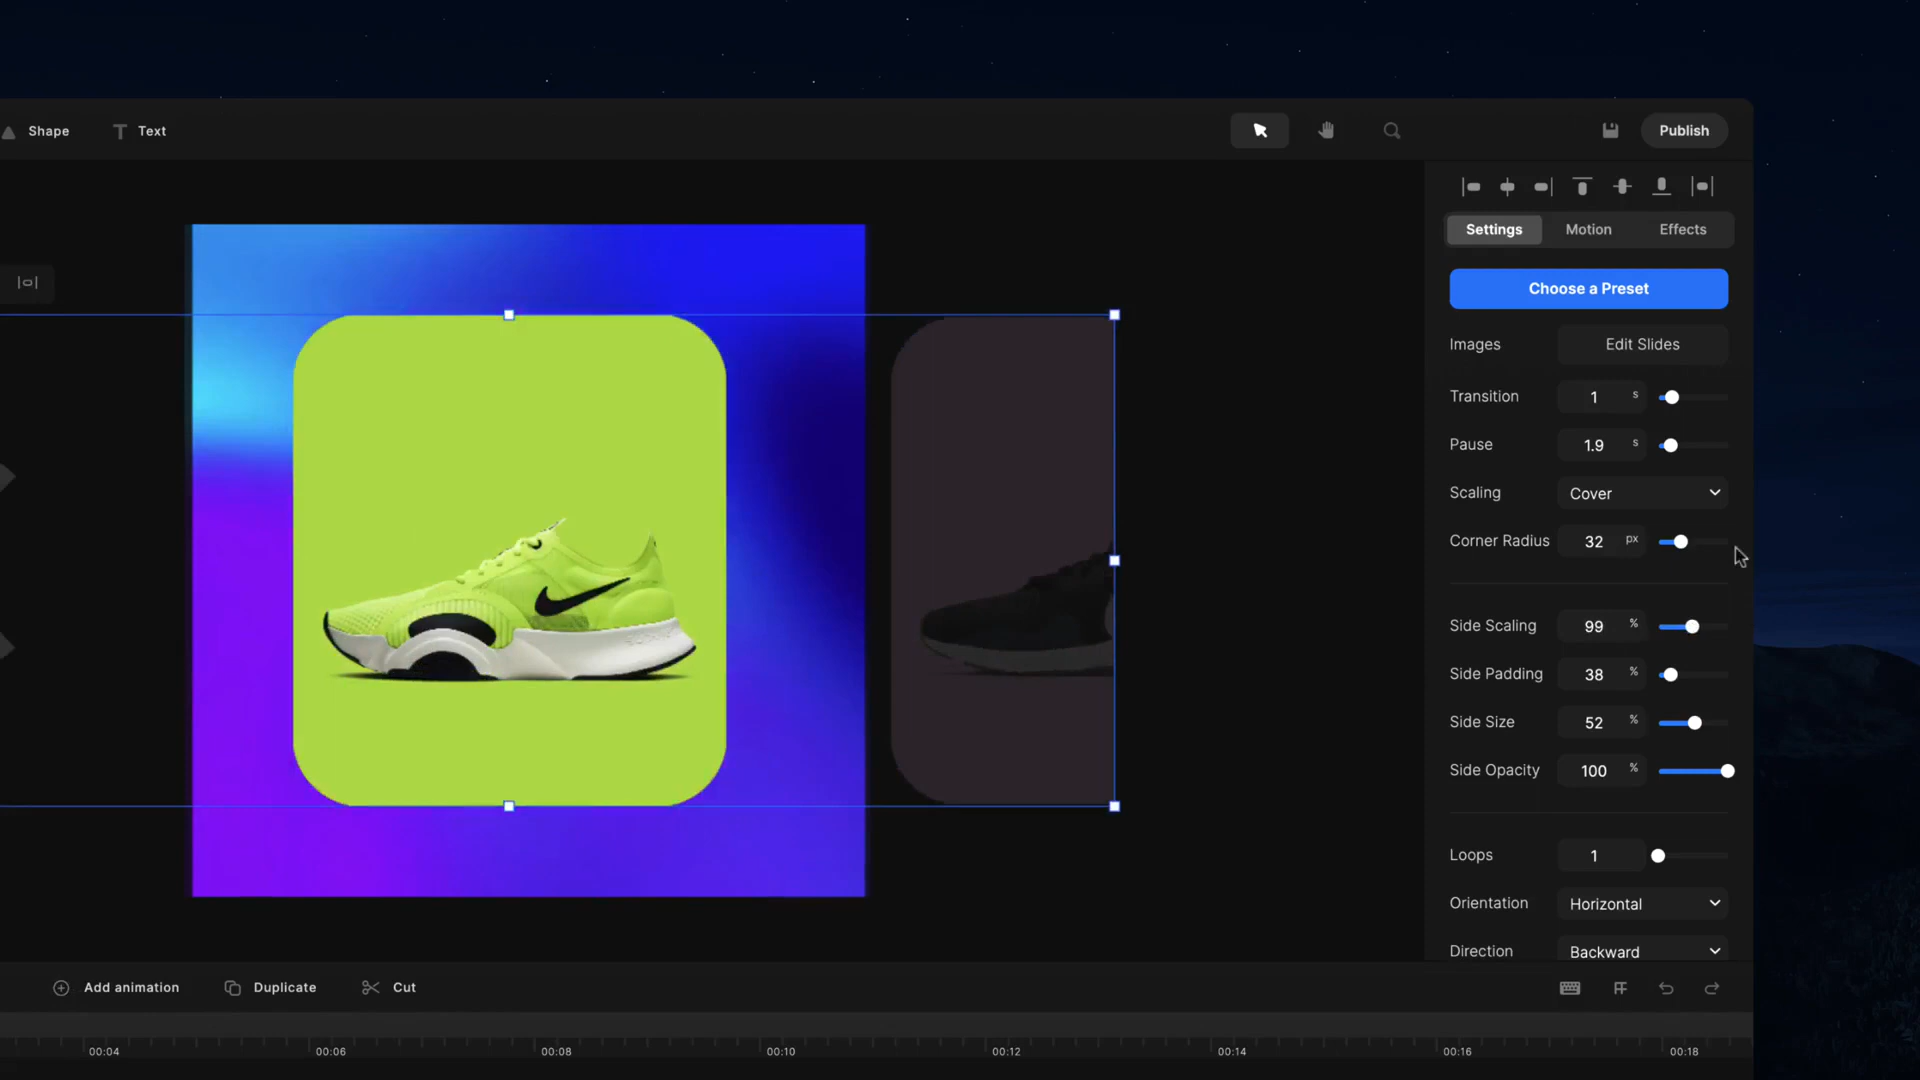 Shape
Text
Publish
Settings
Motion
Effects
Choose a Preset
Images
Edit Slides
Transition
1
s
Pause
1.9
s
Scaling
Cover
Corner Radius
32
px
Side Scaling
99
%
Side Padding
38
%
Side Size
52
%
Side Opacity
100
%
Loops
1
Orientation
Horizontal
Direction
Backward
Add animation
Duplicate
Cut
00:04
00:06
00:08
00:10
00:12
00:14
00:16
00:18